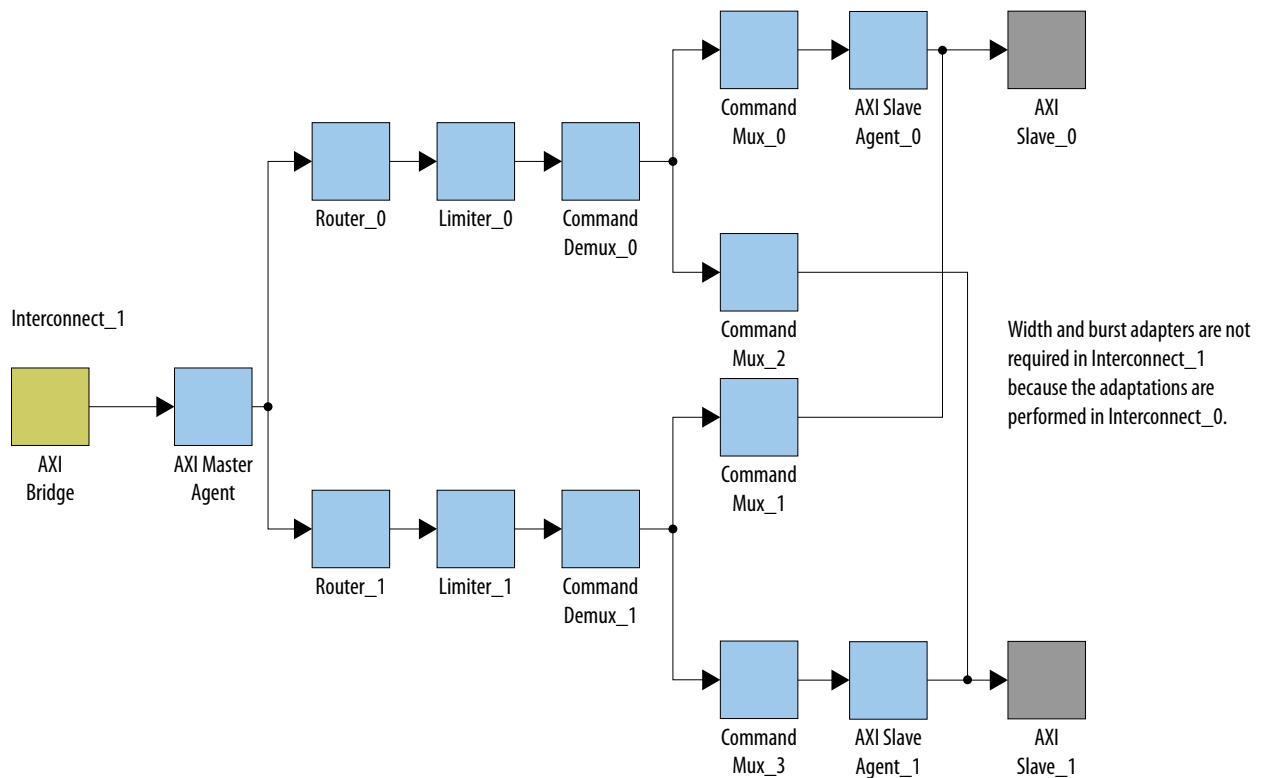 Command
Mux_0
AXI Slave
Agent_0
AXI
Slave_0
Router_0
Limiter_0
Command
Demux_0
Interconnect_1
Command
Mux_2
Width and burst adapters are not
required in Interconnect_1
because the adaptations are
performed in Interconnect_0.
AXI
Bridge
AXI Master
Agent
Command
Mux_1
Router_1
Limiter_1
Command
Demux_1
Command
Mux_3
AXI Slave
Agent_1
AXI
Slave_1